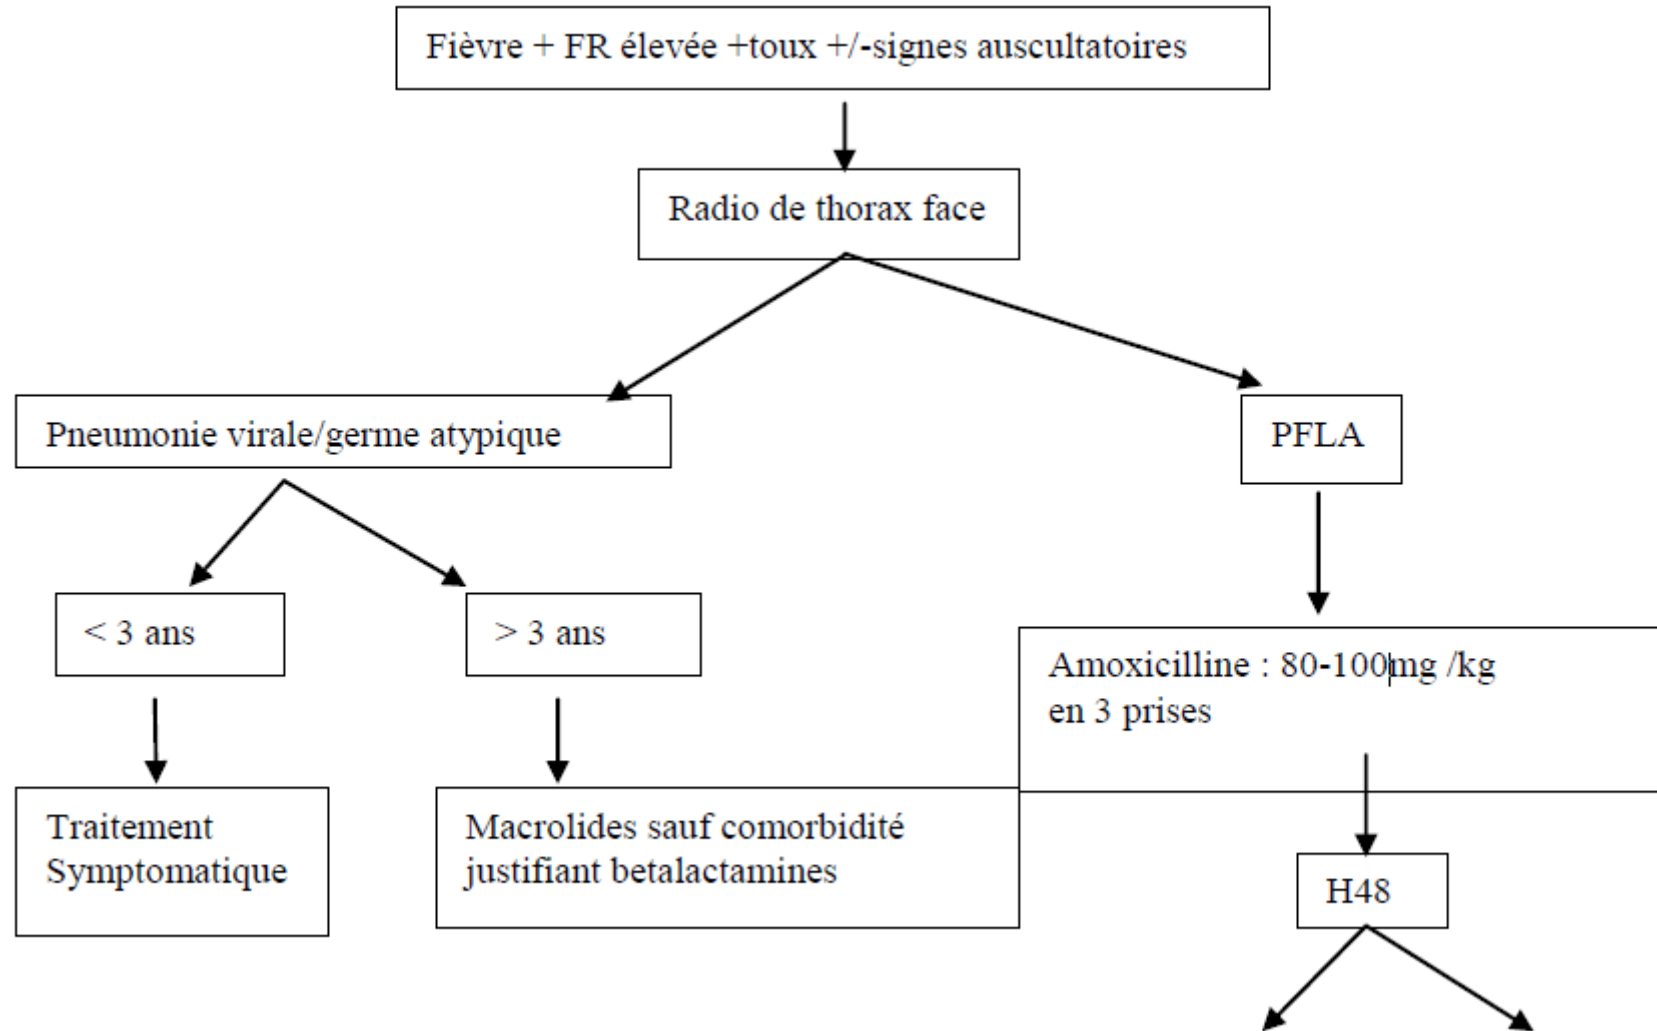 Fièvre + FR élevée +toux +/-signes auscultatoires
Radio de thorax face
Pneumonie virale/germe atypique
PFLA
< 3 ans
> 3 ans
Amoxicilline : 80-100mg /kg
en 3 prises
Traitement
Symptomatique
Macrolides sauf comorbidité
justifiant betalactamines
H48